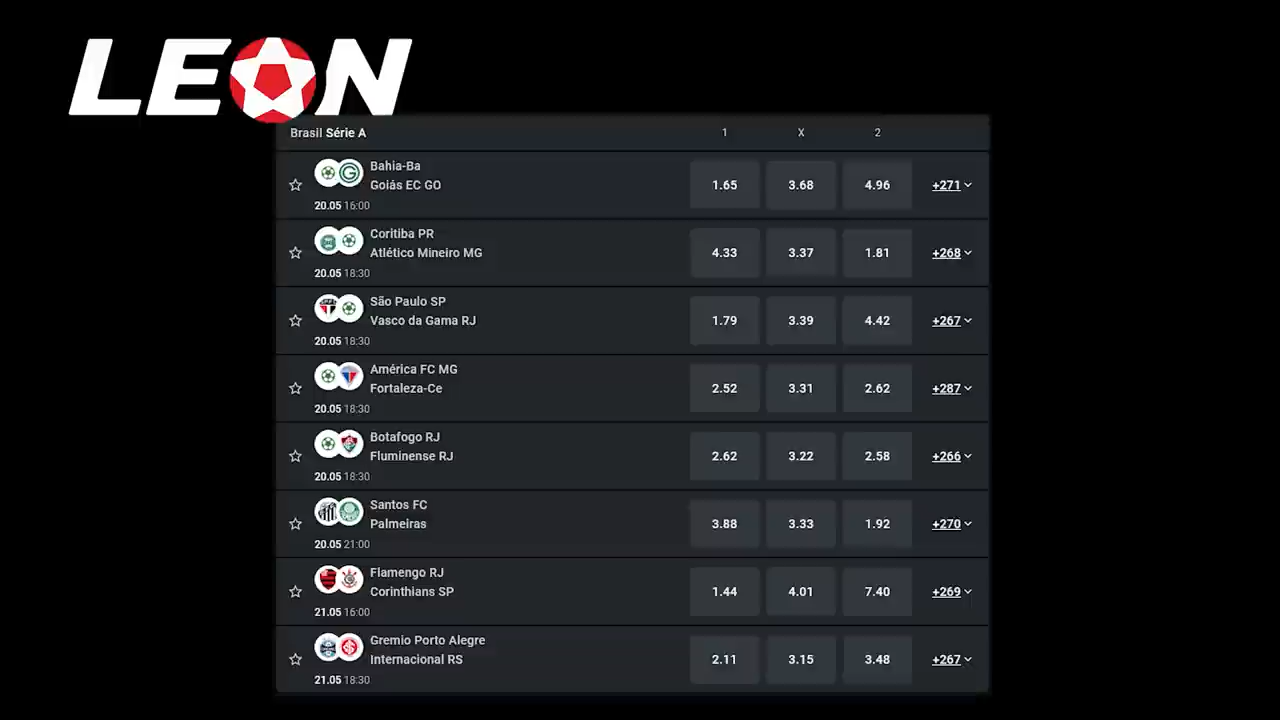 LEON
Brasil Série A 1 X 2
Bahia-Ba
Goiás EC GO
20.05 16:00
1.65 3.68 4.96 +271
Coritiba PR
Atlético Mineiro MG
20.05 18:30
4.33 3.37 1.81 +268
São Paulo SP
Vasco da Gama RJ
20.05 18:30
1.79 3.39 4.42 +267
América FC MG
Fortaleza-Ce
20.05 18:30
2.52 3.31 2.62 +287
Botafogo RJ
Fluminense RJ
20.05 18:30
2.62 3.22 2.58 +266
Santos FC
Palmeiras
20.05 21:00
3.88 3.33 1.92 +270
Flamengo RJ
Corinthians SP
21.05 16:00
1.44 4.01 7.40 +269
Gremio Porto Alegre
Internacional RS
21.05 18:30
2.11 3.15 3.48 +267